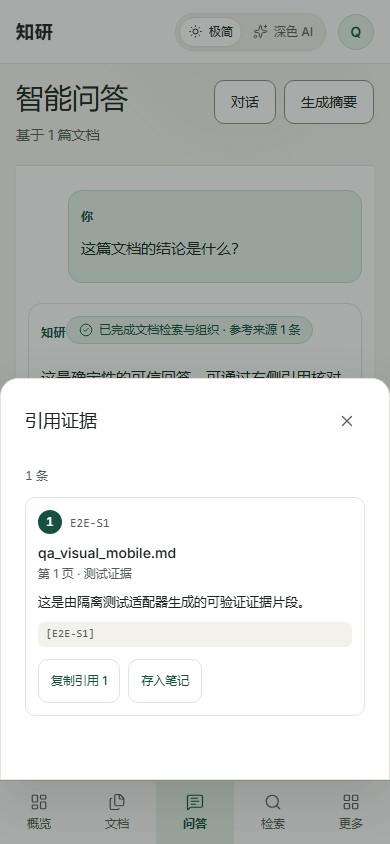 知研
极简
深色 AI
Q
智能问答
对话
生成摘要
基于 1 篇文档
你
这篇文档的结论是什么?
知研
已完成文档检索与组织 · 参考来源 1 条
这是确定性的可信回答，可通过右侧引用核对
引用证据
1 条
1
E2E-S1
qa_visual_mobile.md
第 1 页 · 测试证据
这是由隔离测试适配器生成的可验证证据片段。
[E2E-S1]
复制引用 1
存入笔记
概览
文档
问答
检索
更多